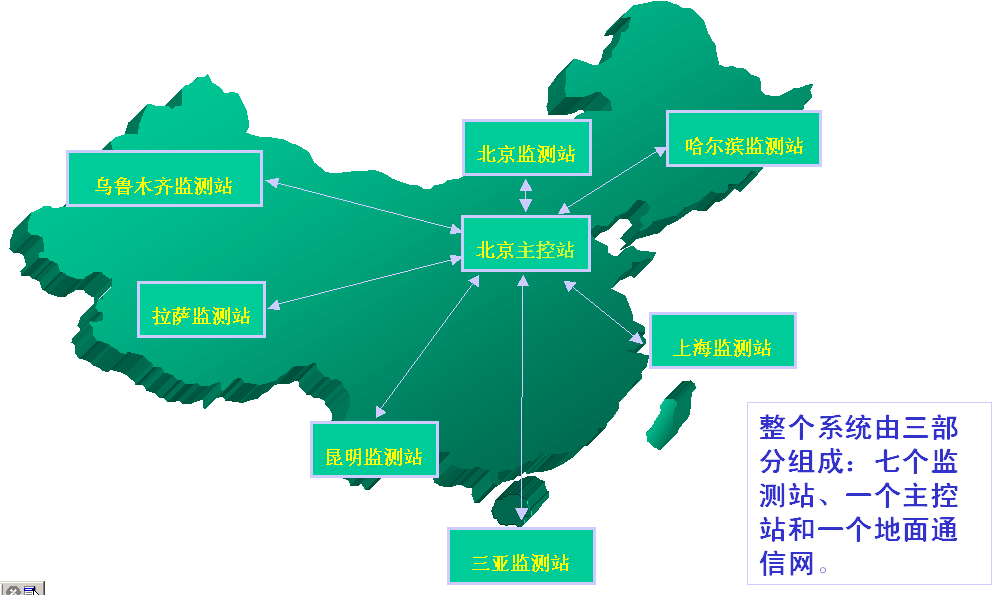 北京监测站
哈尔滨监测站
乌鲁木齐监测站
北京主控站
拉萨监测站
上海监测站
昆明监测站
三亚监测站
整个系统由三部
分组成：七个监
测站、一个主控
站和一个地面通
信网。